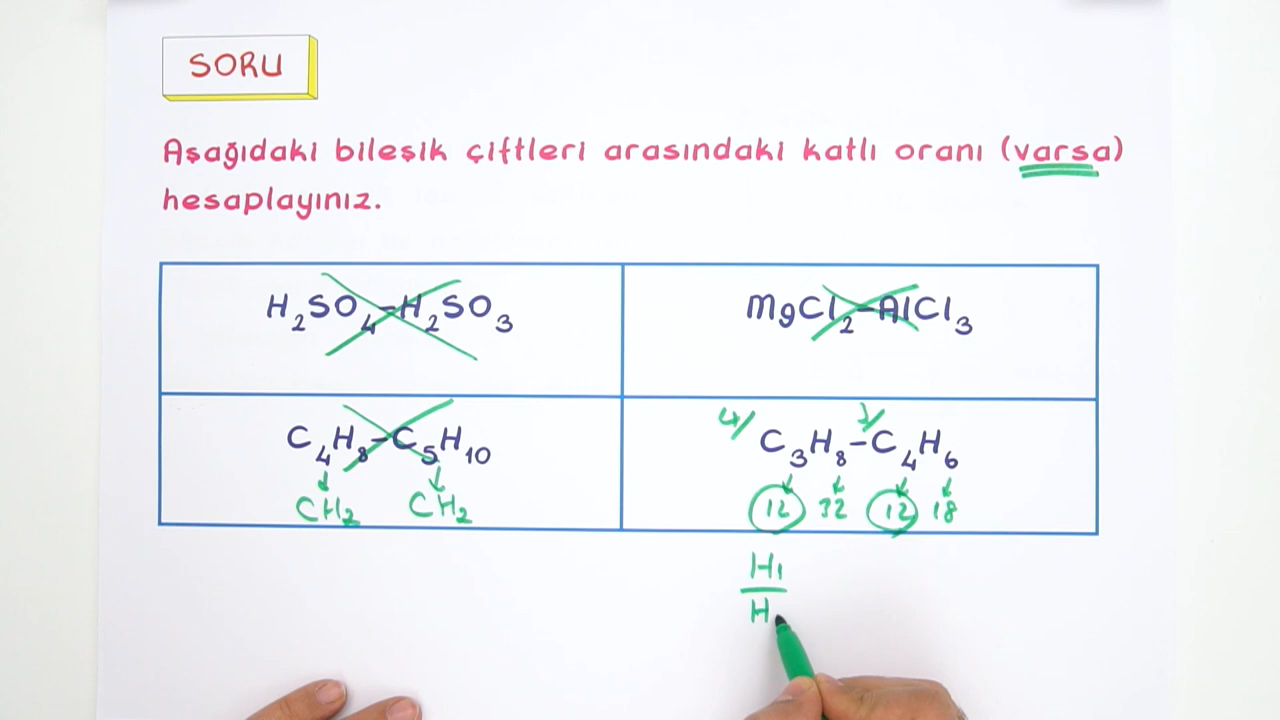 SORU
Aşağıdaki bileşik çiftleri arasındaki katlı oranı (varsa)
hesaplayınız.
H₂SO₄-H₂SO₃
MgCl₂-AlCl₃
C₄H₈-C₅H₁₀
CH₂ CH₂
4/ 3/
C₃H₈-C₄H₆
12 32 12 18
H₁
H